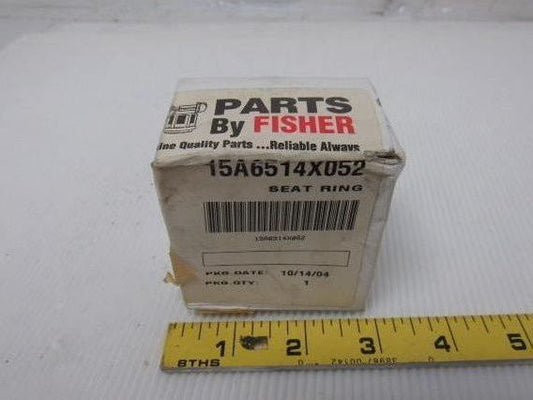 PARTS
By FISHER
ine Quality Parts ...Reliable Always
15A6514X052
SEAT RING
15A6514X052
PKG.DATE: 10/14/04
PKG.QTY: 1
1 2 3 4 5
8THS